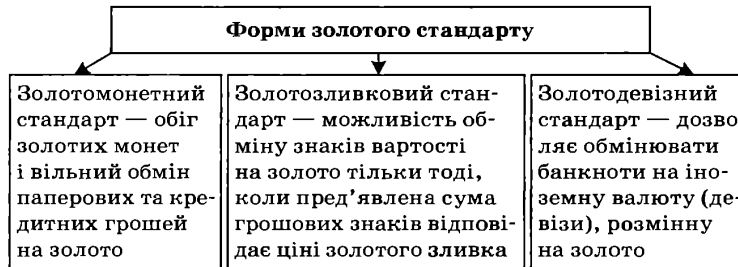 Форми золотого стандарту
Золотомонетний
стандарт — обіг
золотих монет
і вільний обмін
паперових та кре-
дитних грошей
на золото
Золотозливковий стан-
дарт — можливість об-
міну знаків вартості
на золото тільки тоді,
коли пред’явлена сума
грошових знаків відпові-
дає ціні золотого зливка
Золотодевізний
стандарт — дозво
ляє обмінювати
банкноти на іно-
земну валюту (де-
візи), розмінну
на золото